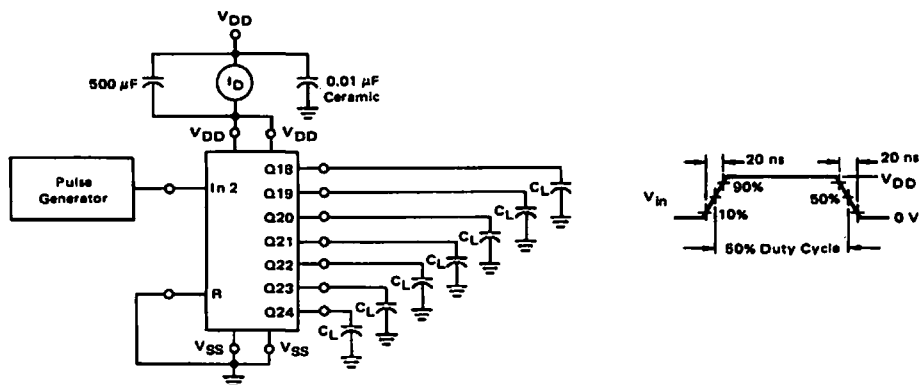 VDD
500 µF
ID
0.01 µF
Ceramic
VDD
VDD
Pulse
Generator
In 2
R
Q18
Q19
Q20
Q21
Q22
Q23
Q24
CL
CL
CL
CL
CL
CL
CL
VSS
VSS
20 ns
20 ns
Vin
90%
10%
50%
VDD
0 V
50% Duty Cycle